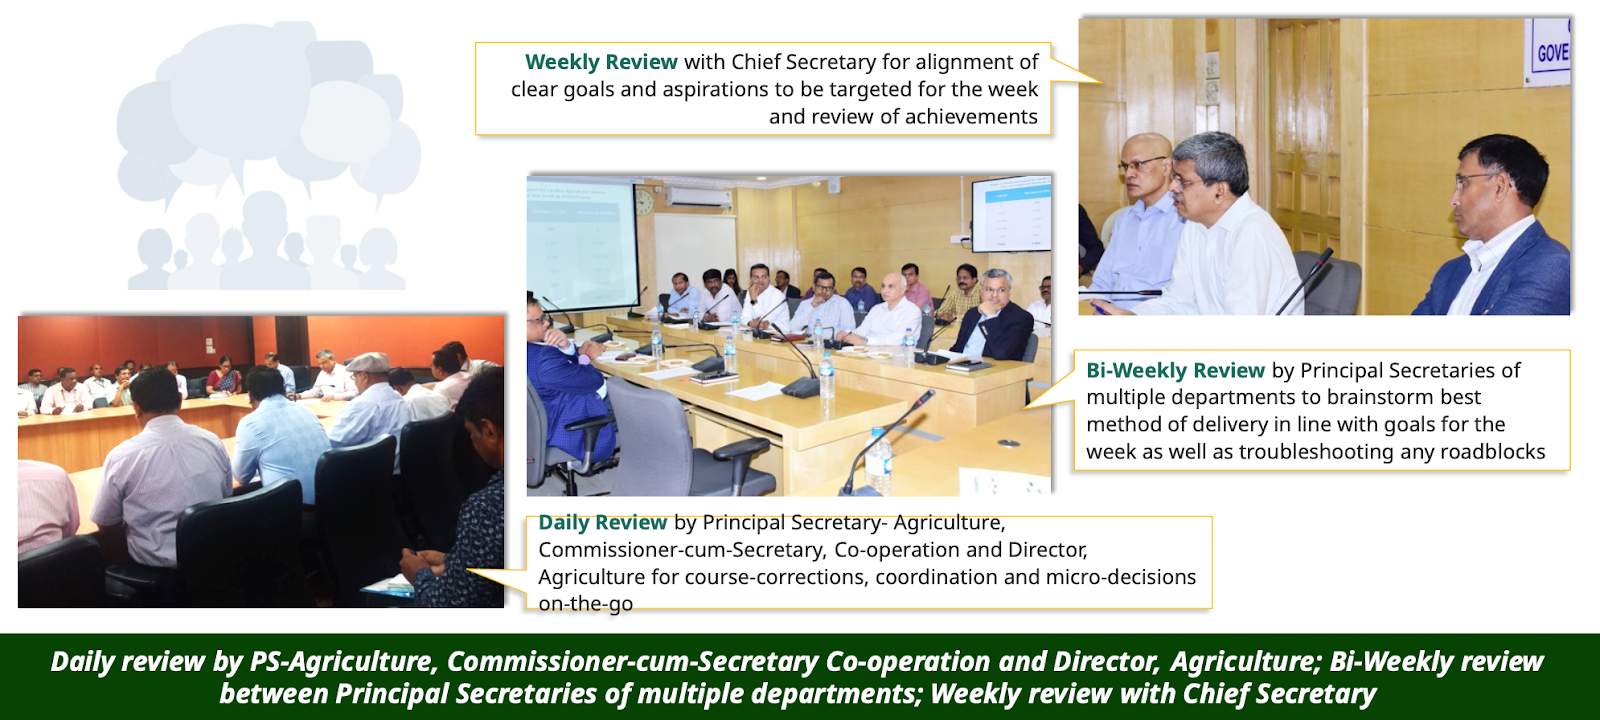 Weekly Review with Chief Secretary for alignment of
clear goals and aspirations to be targeted for the week
and review of achievements
GOVE
Bi-Weekly Review by Principal Secretaries of
multiple departments to brainstorm best
method of delivery in line with goals for the
week as well as troubleshooting any roadblocks
Daily Review by Principal Secretary- Agriculture,
Commissioner-cum-Secretary, Co-operation and Director,
Agriculture for course-corrections, coordination and micro-decisions
on-the-go
Daily review by PS-Agriculture, Commissioner-cum-Secretary Co-operation and Director, Agriculture; Bi-Weekly review
between Principal Secretaries of multiple departments; Weekly review with Chief Secretary